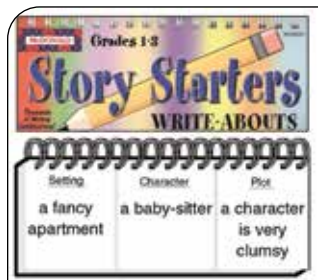 Grades 1-3
Story Starters
WRITE-ABOUTS
Setting
Character
Plot
a fancy
apartment
a baby-sitter
a character
is very
clumsy